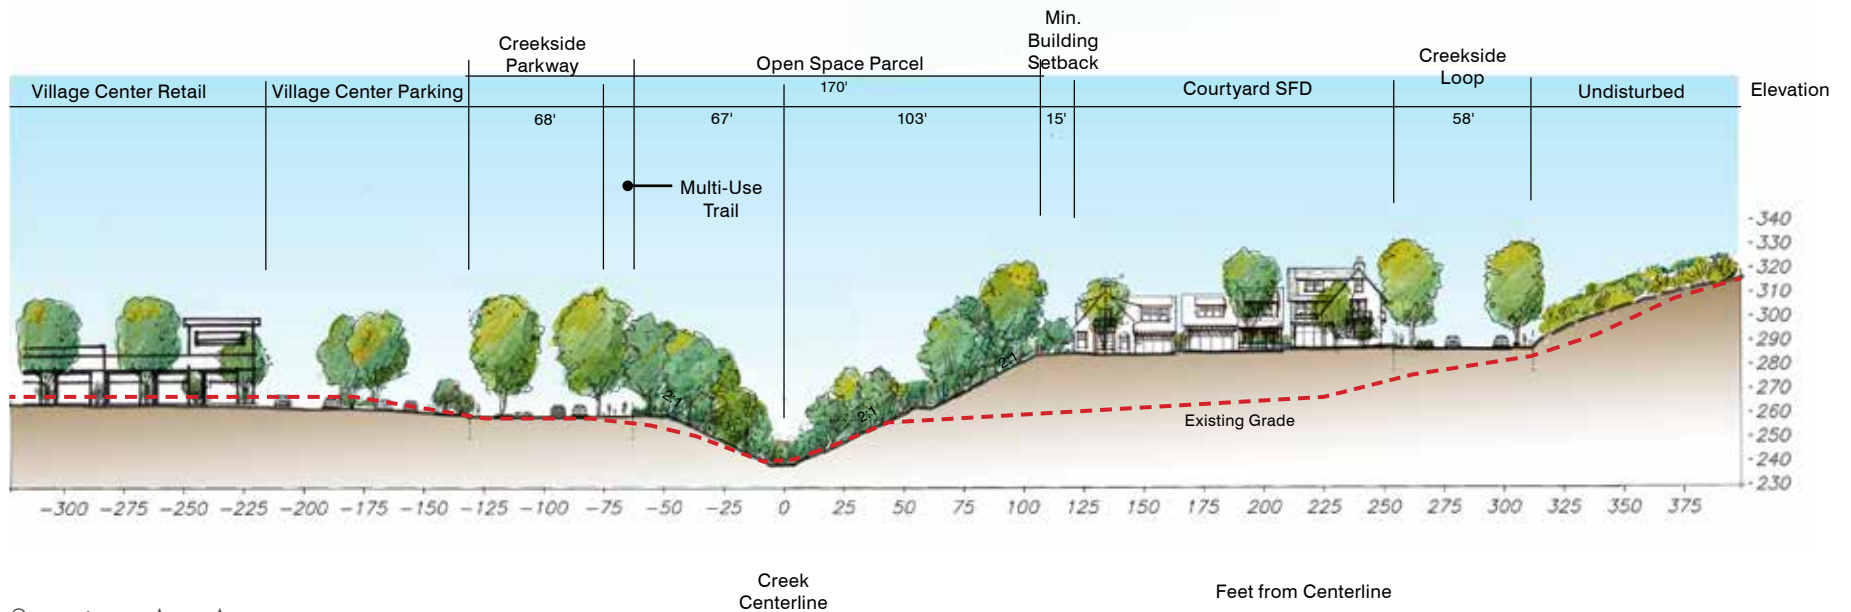 Min.
Building
Setback
Creekside
Parkway
Open Space Parcel
Creekside
Loop
Village Center Retail
Village Center Parking
170'
Courtyard SFD
Undisturbed
Elevation
68'
67'
103'
15'
58'
Multi-Use
Trail
-340
-330
-320
-310
-300
-290
-280
-270
-260
-250
-240
-230
2:1
2:1
2:1
Existing Grade
-300 -275 -250 -225 -200 -175 -150 -125 -100 -75 -50 -25 0 25 50 75 100 125 150 175 200 225 250 275 300 325 350 375
Creek
Centerline
Feet from Centerline